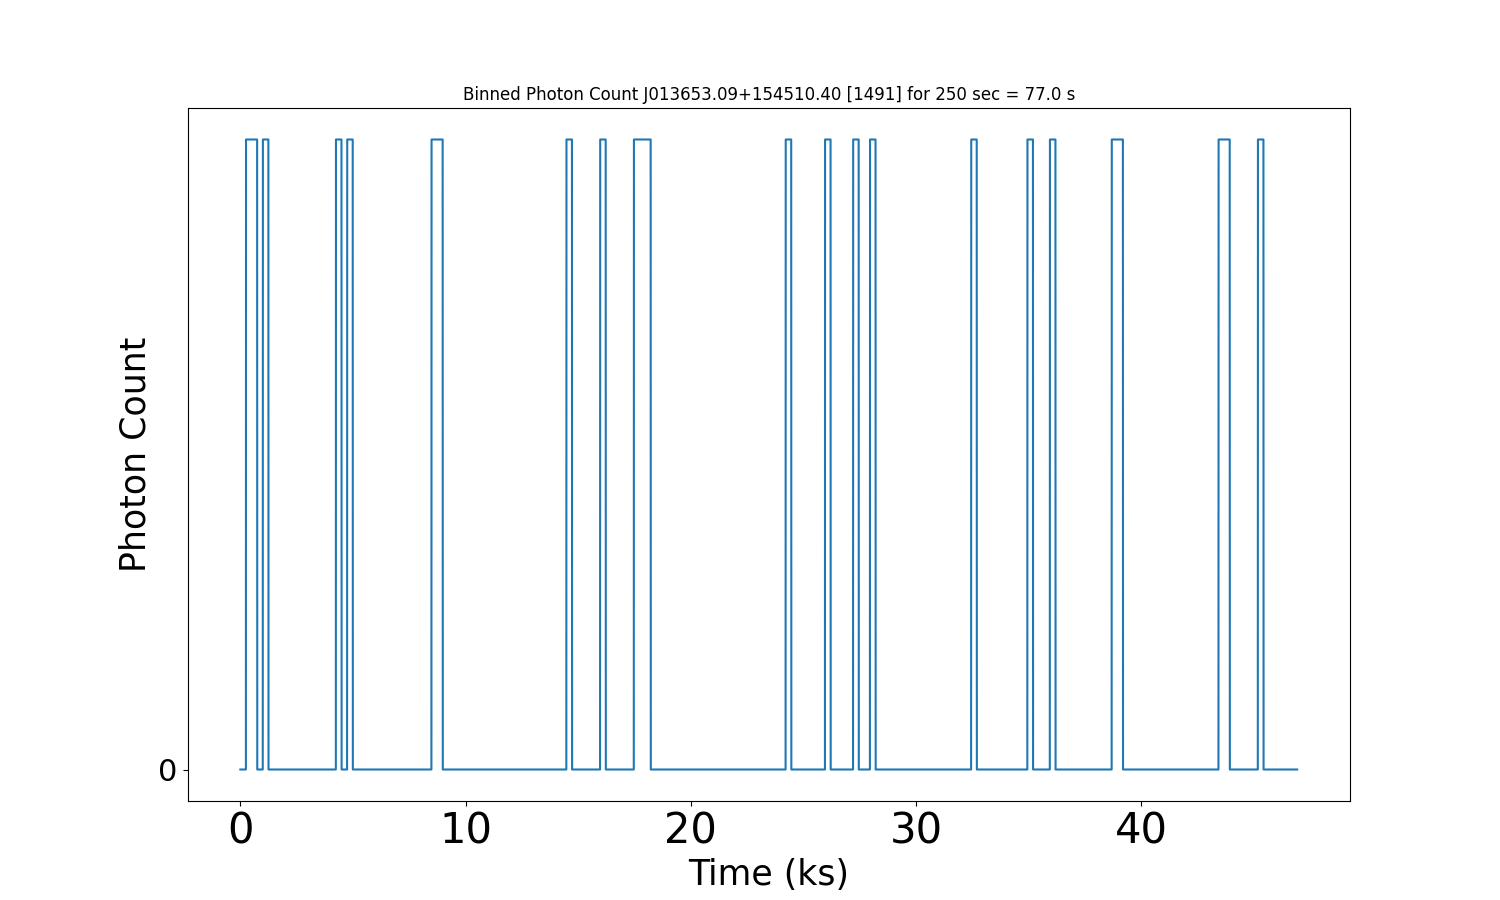 Binned Photon Count J013653.09+154510.40 [1491] for 250 sec = 77.0 s
Photon Count
0
0 10 20 30 40
Time (ks)